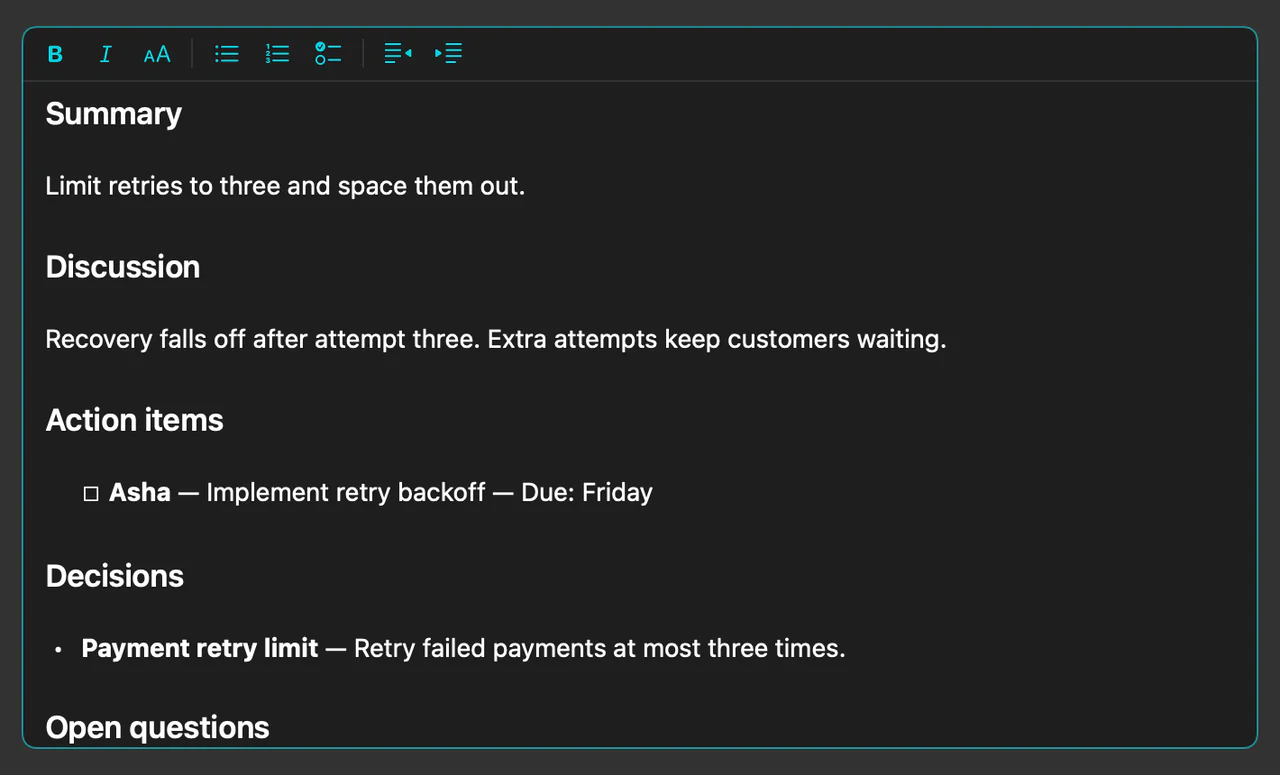 B I AA
Summary
Limit retries to three and space them out.
Discussion
Recovery falls off after attempt three. Extra attempts keep customers waiting.
Action items
☐ Asha — Implement retry backoff — Due: Friday
Decisions
• Payment retry limit — Retry failed payments at most three times.
Open questions